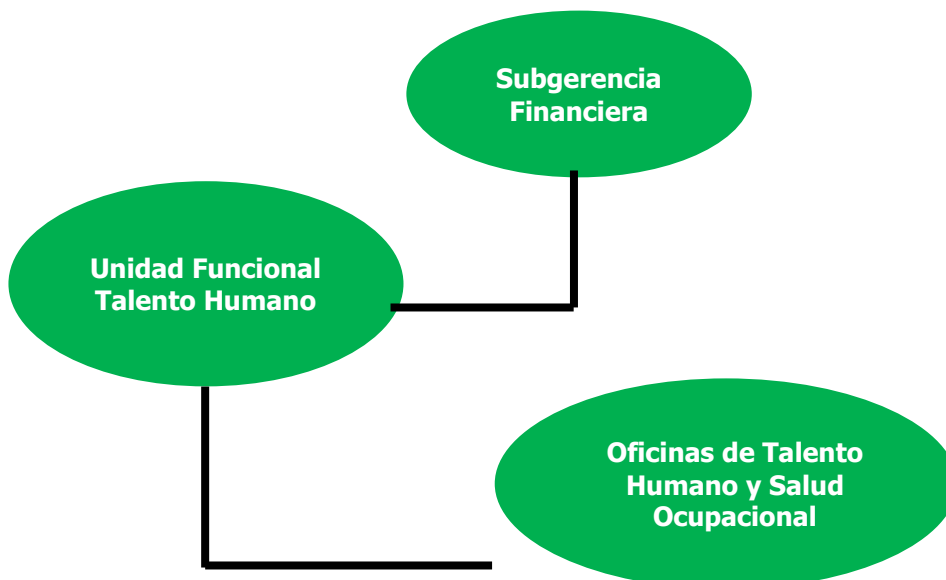 Subgerencia
Financiera
Unidad Funcional
Talento Humano
Oficinas de Talento
Humano y Salud
Ocupacional